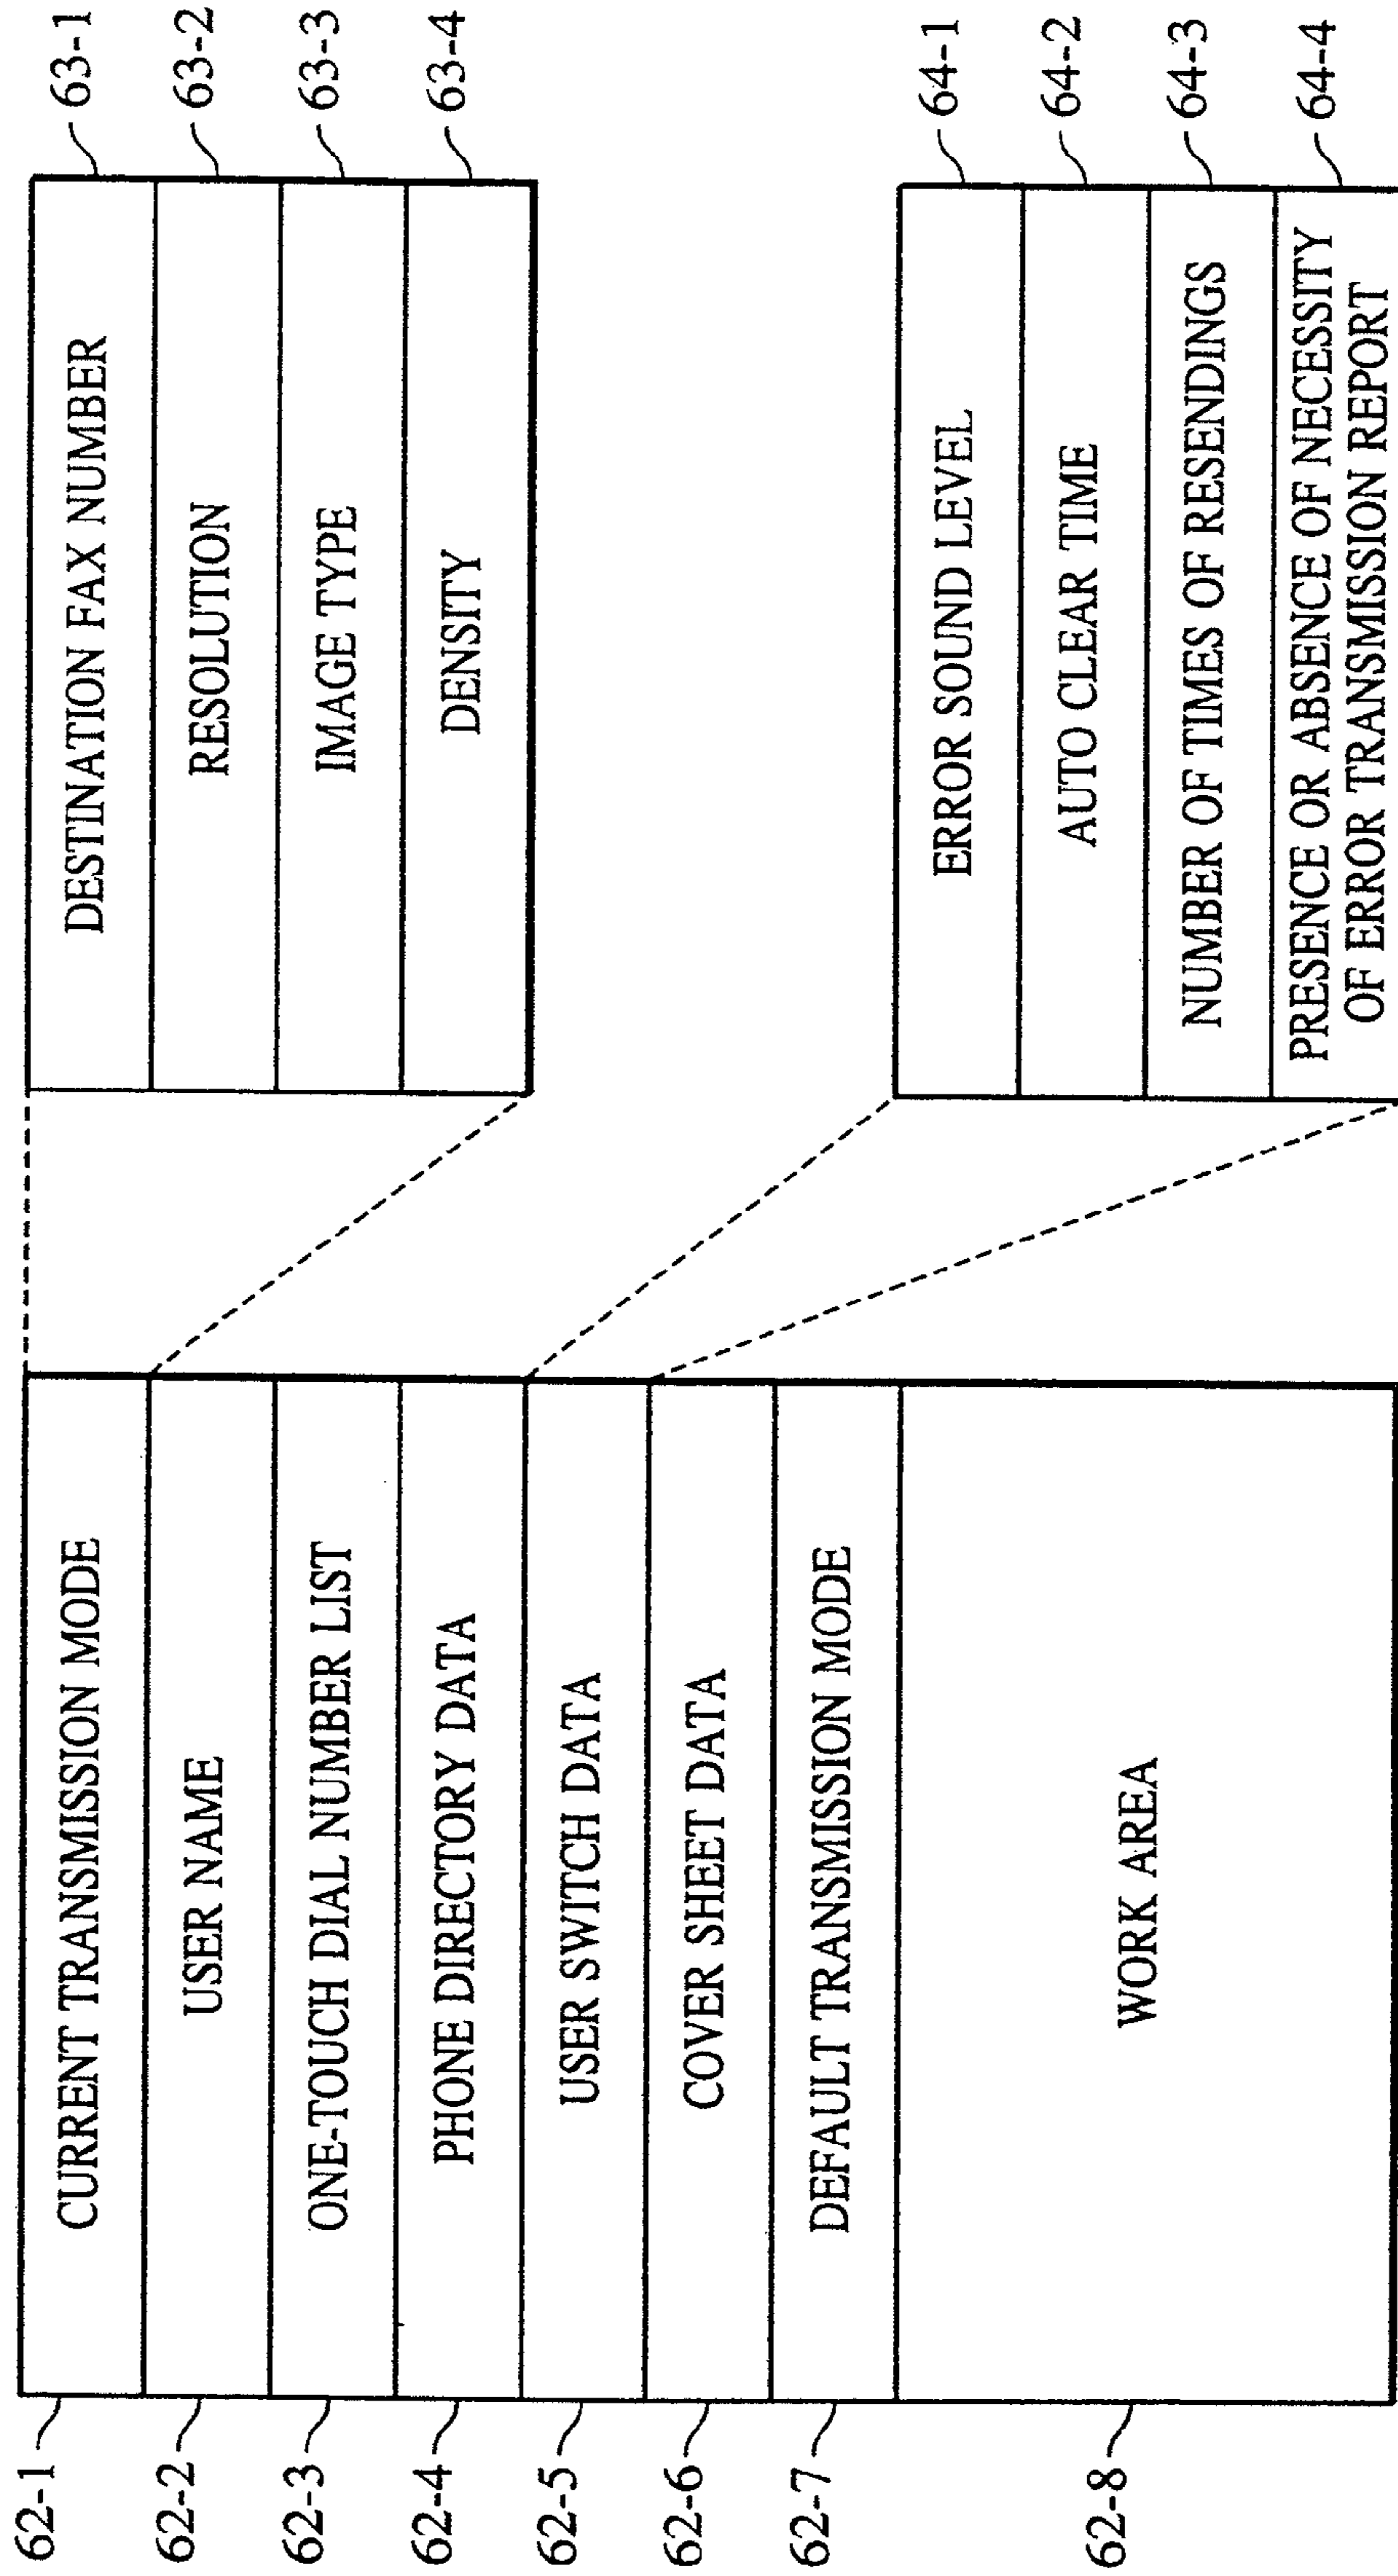 62-1
CURRENT TRANSMISSION MODE
62-2
USER NAME
62-3
ONE-TOUCH DIAL NUMBER LIST
62-4
PHONE DIRECTORY DATA
62-5
USER SWITCH DATA
62-6
COVER SHEET DATA
62-7
DEFAULT TRANSMISSION MODE
62-8
WORK AREA
DESTINATION FAX NUMBER
63-1
RESOLUTION
63-2
IMAGE TYPE
63-3
DENSITY
63-4
ERROR SOUND LEVEL
64-1
AUTO CLEAR TIME
64-2
NUMBER OF TIMES OF RESENDINGS
64-3
PRESENCE OR ABSENCE OF NECESSITY
OF ERROR TRANSMISSION REPORT
64-4